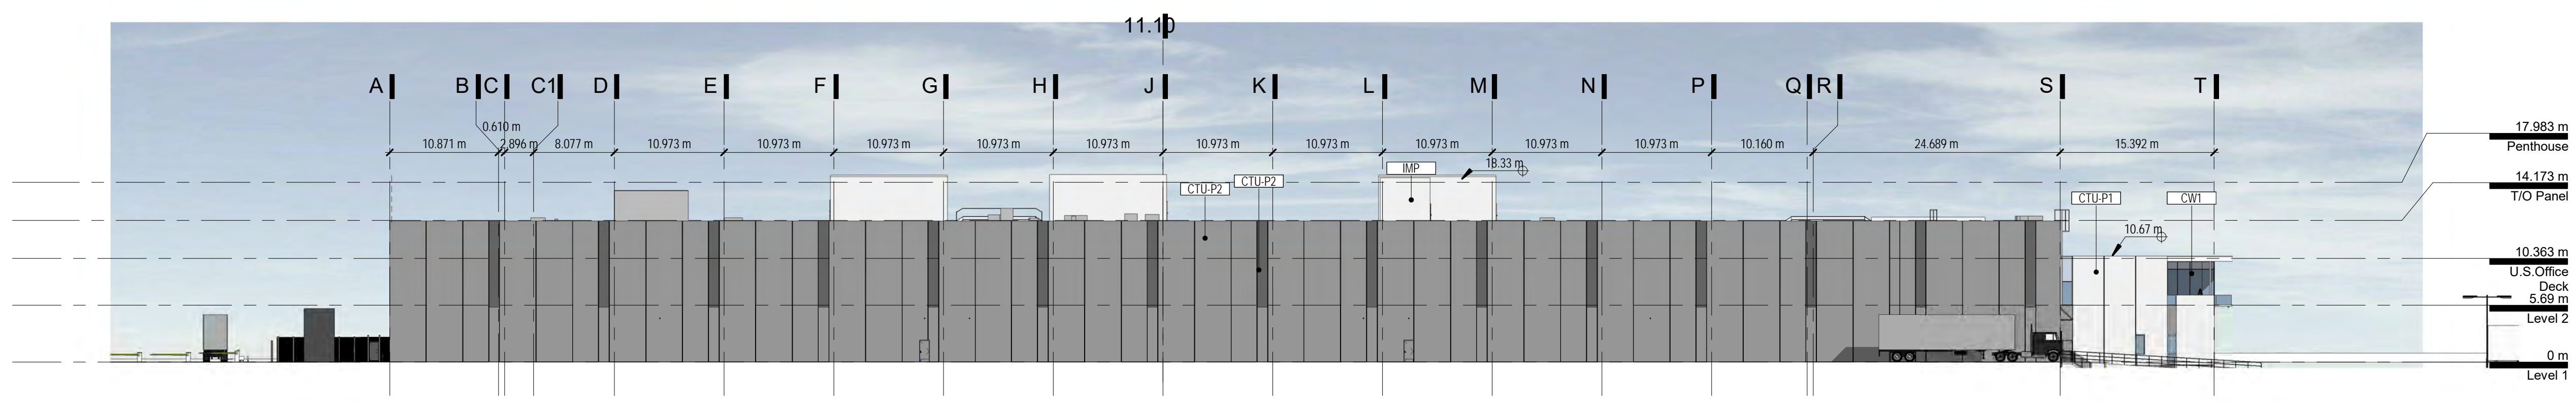 11.10
A B C C1 D E F G H J K L M N P Q R S T
0.610 m
10.871 m 2.896 m 8.077 m 10.973 m 10.973 m 10.973 m 10.973 m 10.973 m 10.973 m 10.973 m 10.973 m 10.973 m 10.973 m 10.160 m 24.689 m 15.392 m
17.983 m
Penthouse
IMP
18.33 m
CTU-P2
CTU-P2
14.173 m
T/O Panel
CTU-P1
CW1
10.67 m
10.363 m
U.S.Office
Deck
5.69 m
Level 2
0 m
Level 1